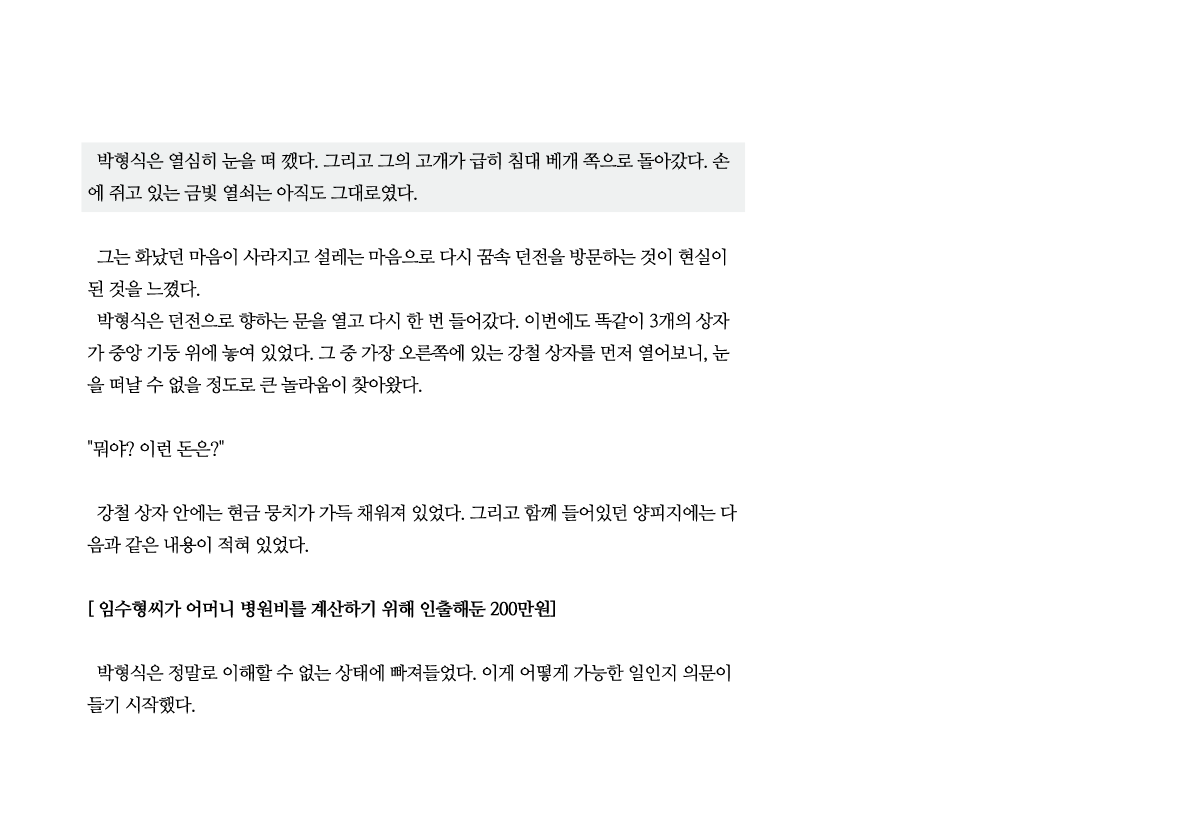 박형식은 열심히 눈을 떠 깼다. 그리고 그의 고개가 급히 침대 베개 쪽으로 돌아갔다. 손
에 쥐고 있는 금빛 열쇠는 아직도 그대로였다.
그는 화났던 마음이 사라지고 설레는 마음으로 다시 꿈속 던전을 방문하는 것이 현실이
된 것을 느꼈다.
박형식은 던전으로 향하는 문을 열고 다시 한 번 들어갔다. 이번에도 똑같이 3개의 상자
가 중앙 기둥 위에 놓여 있었다. 그 중 가장 오른쪽에 있는 강철 상자를 먼저 열어보니, 눈
을 떠날 수 없을 정도로 큰 놀라움이 찾아왔다.
"뭐야? 이런 돈은?"
강철 상자 안에는 현금 뭉치가 가득 채워져 있었다. 그리고 함께 들어있던 양피지에는 다
음과 같은 내용이 적혀 있었다.
[ 임수형씨가 어머니 병원비를 계산하기 위해 인출해둔 200만원]
박형식은 정말로 이해할 수 없는 상태에 빠져들었다. 이게 어떻게 가능한 일인지 의문이
들기 시작했다.